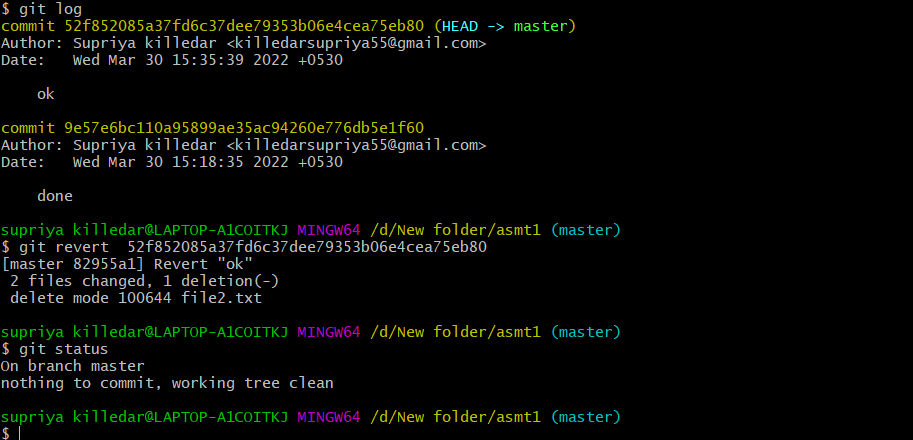 $ git log
commit 52f852085a37fd6c37dee79353b06e4cea75eb80 (HEAD -> master)
Author: Supriya killedar <killedarsupriya55@gmail.com>
Date:   Wed Mar 30 15:35:39 2022 +0530
ok
commit 9e57e6bc110a95899ae35ac94260e776db5e1f60
Author: Supriya killedar <killedarsupriya55@gmail.com>
Date:   Wed Mar 30 15:18:35 2022 +0530
done
supriya killedar@LAPTOP-A1COITKJ MINGW64 /d/New folder/asmt1 (master)
$ git revert  52f852085a37fd6c37dee79353b06e4cea75eb80
[master 82955a1] Revert "ok"
2 files changed, 1 deletion(-)
delete mode 100644 file2.txt
supriya killedar@LAPTOP-A1COITKJ MINGW64 /d/New folder/asmt1 (master)
$ git status
On branch master
nothing to commit, working tree clean
supriya killedar@LAPTOP-A1COITKJ MINGW64 /d/New folder/asmt1 (master)
$